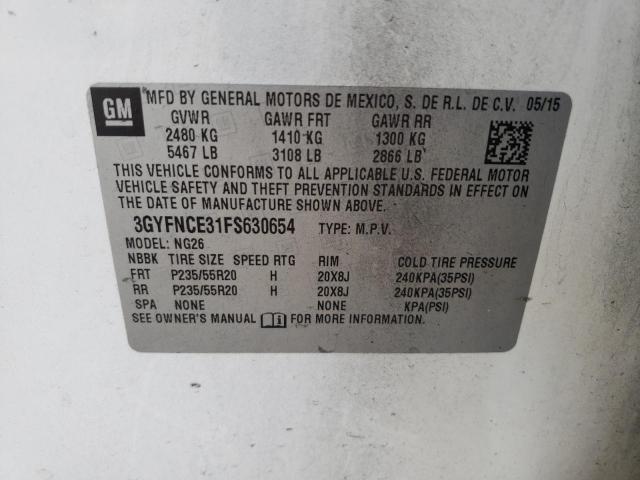 GM MFD BY GENERAL MOTORS DE MEXICO, S. DE R.L. DE C.V. 05/15
GVWR GAWR FRT GAWR RR
2480 KG 1410 KG 1300 KG
5467 LB 3108 LB 2866 LB
THIS VEHICLE CONFORMS TO ALL APPLICABLE U.S. FEDERAL MOTOR
VEHICLE SAFETY AND THEFT PREVENTION STANDARDS IN EFFECT ON
THE DATE OF MANUFACTURE SHOWN ABOVE.
3GYFNCE31FS630654 TYPE: M.P.V.
MODEL: NG26
NBBK TIRE SIZE SPEED RTG RIM COLD TIRE PRESSURE
FRT P235/55R20 H 20X8J 240KPA(35PSI)
RR P235/55R20 H 20X8J 240KPA(35PSI)
SPA NONE NONE KPA(PSI)
SEE OWNER'S MANUAL FOR MORE INFORMATION.